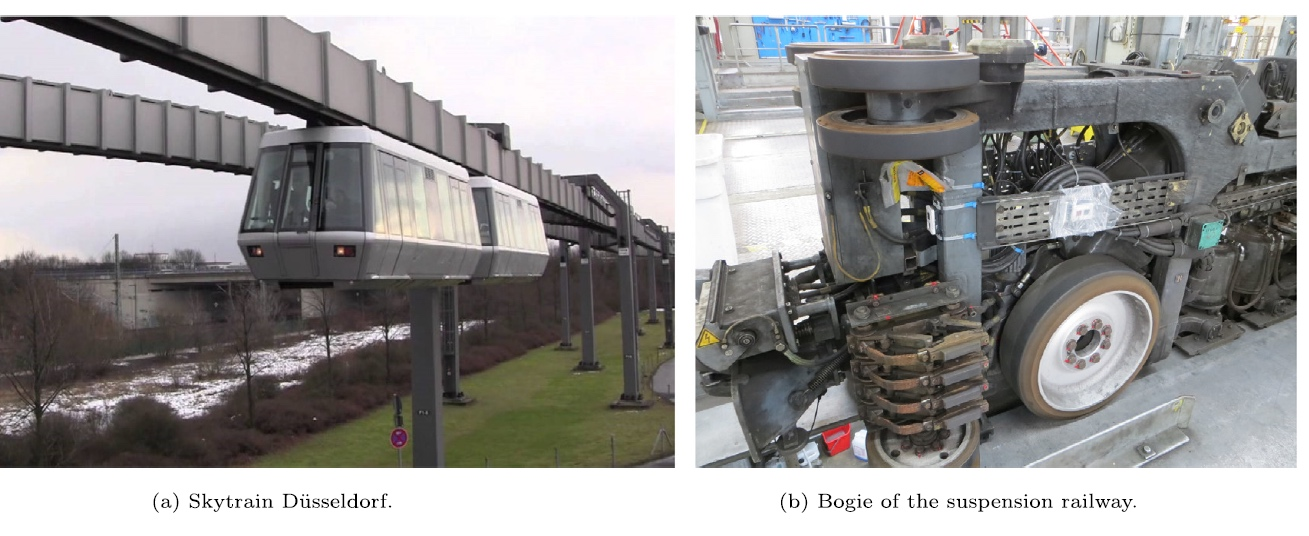 (a) Skytrain Düsseldorf.
(b) Bogie of the suspension railway.